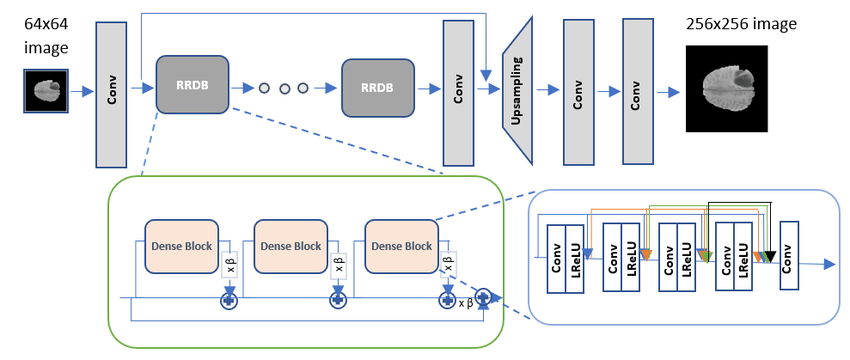 64x64
image
256x256 image
Conv
RRDB
RRDB
Conv
Upsampling
Conv
Conv
Dense Block
x β
Dense Block
x β
Dense Block
x β
x β
Conv
LReLU
Conv
LReLU
Conv
LReLU
Conv
LReLU
Conv